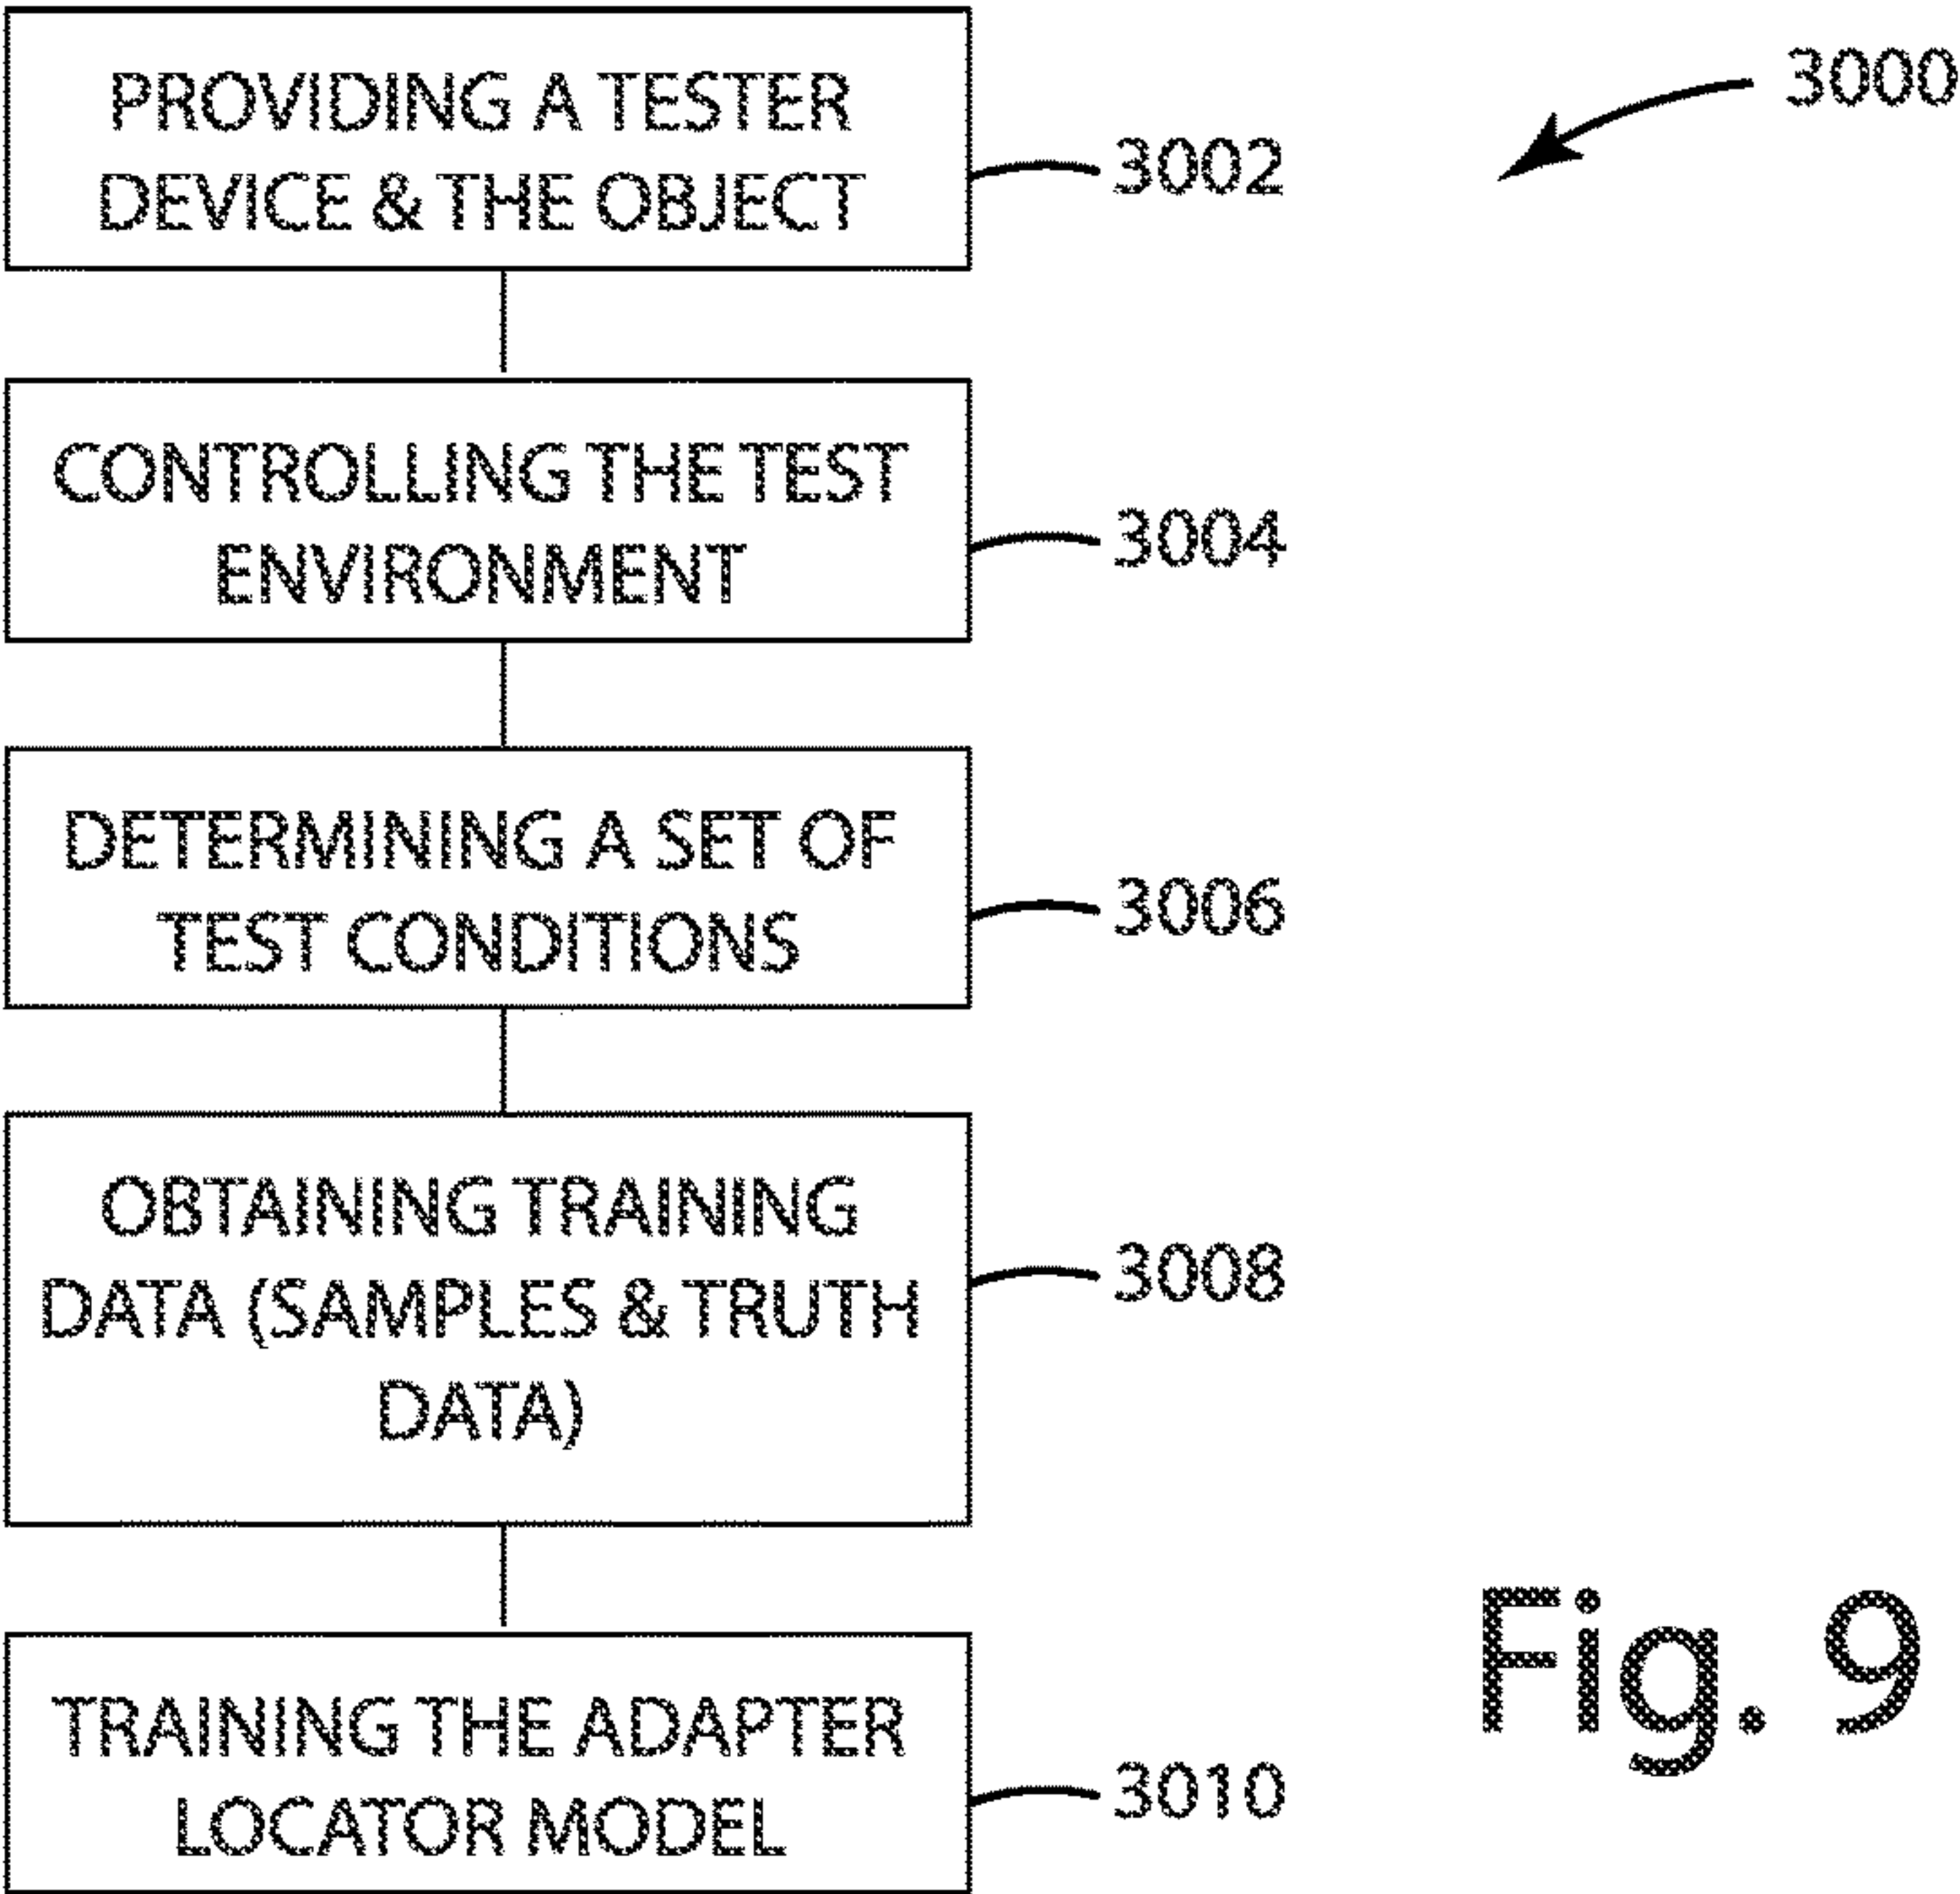 PROVIDING A TESTER
DEVICE & THE OBJECT
3002
3000
CONTROLLING THE TEST
ENVIRONMENT
3004
DETERMINING A SET OF
TEST CONDITIONS
3006
OBTAINING TRAINING
DATA (SAMPLES & TRUTH
DATA)
3008
TRAINING THE ADAPTER
LOCATOR MODEL
3010
Fig. 9